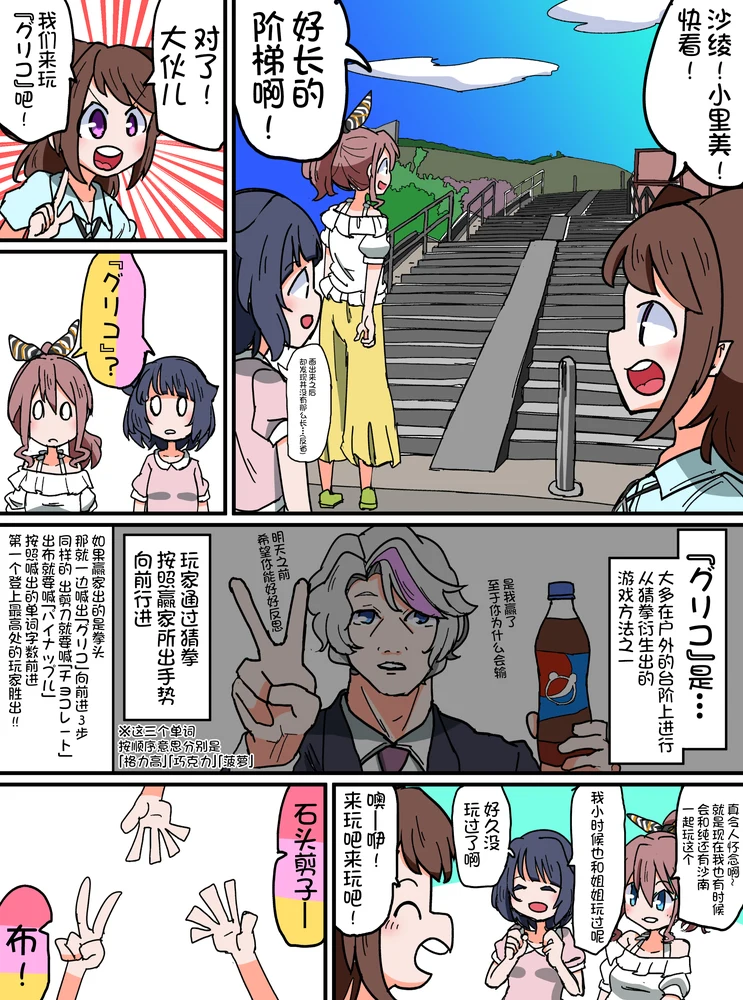 沙绫！小里美！
快看！
好长的
阶梯啊！
画出来之后
却发现并没有那么长…(反省)
对了！
大伙儿
我们来玩
『グリコ』吧！
『グリコ』？
『グリコ』是…
大多在户外的台阶上进行
从猜拳衍生出的
游戏方法之一
是我赢了
至于你为什么会输
明天之前
希望你能好好反思
玩家通过猜拳
按照赢家所出手势
向前行进
※这三个单词
按顺序意思分别是
「格力高」「巧克力」「菠萝」
如果赢家出的是拳头
那就一边喊出「グリコ」向前进3步
同样的 出剪刀就要喊「チョコレート」
出布就要喊「パイナップル」
按照喊出的单词字数前进
第一个登上最高处的玩家胜出!!
真令人怀念啊~
就是现在我也有时候
会和纯还有沙南
一起玩这个
我小时候也和姐姐玩过呢
好久没
玩过了啊
噢ー咿！
来玩吧来玩吧！
石头剪子ー
布！